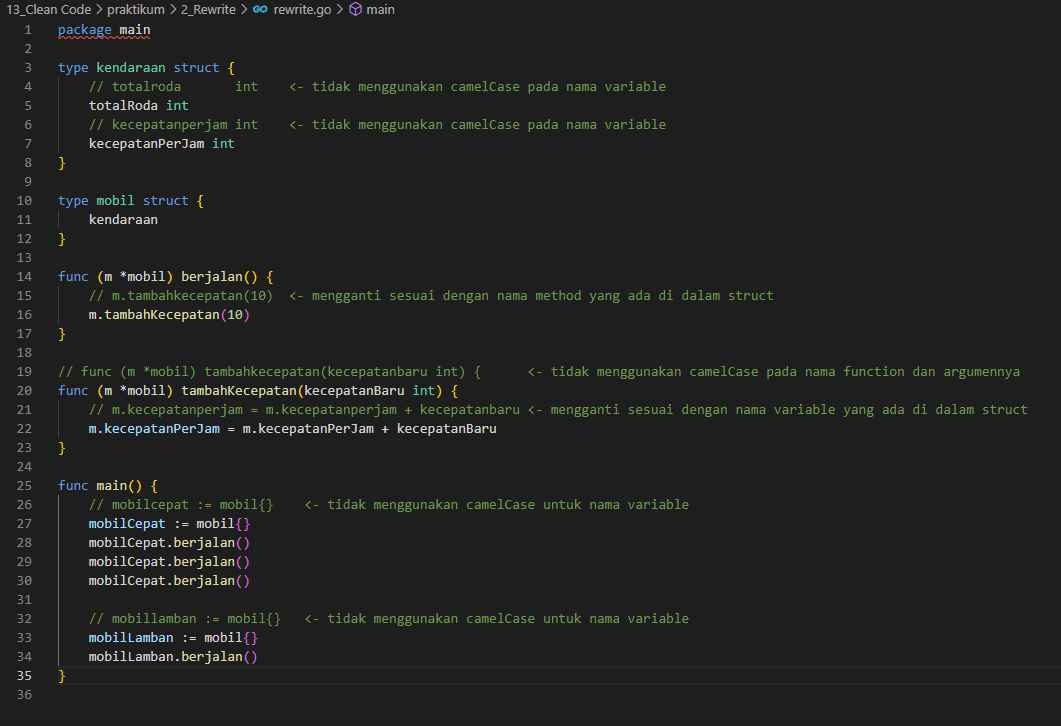 13_Clean Code > praktikum > 2_Rewrite > GO rewrite.go > main
1 package main
2
3 type kendaraan struct {
4 // totalroda       int    <- tidak menggunakan camelCase pada nama variable
5 totalRoda int
6 // kecepatanperjam int    <- tidak menggunakan camelCase pada nama variable
7 kecepatanPerJam int
8 }
9
10 type mobil struct {
11 kendaraan
12 }
13
14 func (m *mobil) berjalan() {
15 // m.tambahkecepatan(10)  <- mengganti sesuai dengan nama method yang ada di dalam struct
16 m.tambahKecepatan(10)
17 }
18
19 // func (m *mobil) tambahkecepatan(kecepatanbaru int) {      <- tidak menggunakan camelCase pada nama function dan argumennya
20 func (m *mobil) tambahKecepatan(kecepatanBaru int) {
21 // m.kecepatanperjam = m.kecepatanperjam + kecepatanbaru <- mengganti sesuai dengan nama variable yang ada di dalam struct
22 m.kecepatanPerJam = m.kecepatanPerJam + kecepatanBaru
23 }
24
25 func main() {
26 // mobilcepat := mobil{}    <- tidak menggunakan camelCase untuk nama variable
27 mobilCepat := mobil{}
28 mobilCepat.berjalan()
29 mobilCepat.berjalan()
30 mobilCepat.berjalan()
31
32 // mobillamban := mobil{}   <- tidak menggunakan camelCase untuk nama variable
33 mobilLamban := mobil{}
34 mobilLamban.berjalan()
35 }
36